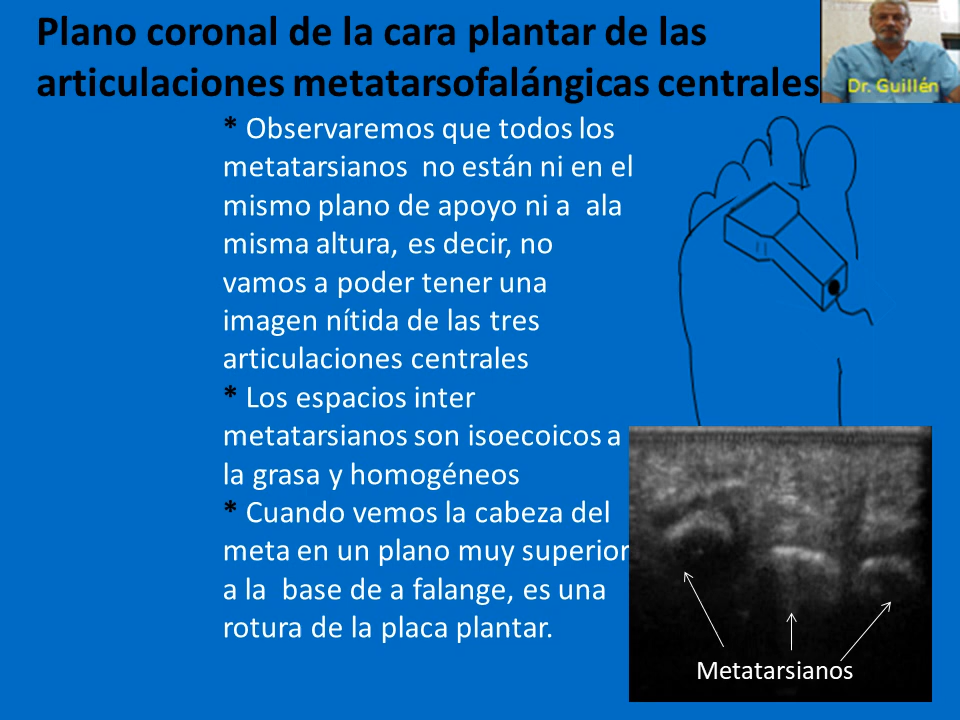 Plano coronal de la cara plantar de las
articulaciones metatarsofalángicas centrales
Dr. Guillén
* Observaremos que todos los
metatarsianos no están ni en el
mismo plano de apoyo ni a ala
misma altura, es decir, no
vamos a poder tener una
imagen nítida de las tres
articulaciones centrales
* Los espacios inter
metatarsianos son isoecoicos a
la grasa y homogéneos
* Cuando vemos la cabeza del
meta en un plano muy superior
a la base de a falange, es una
rotura de la placa plantar.
Metatarsianos